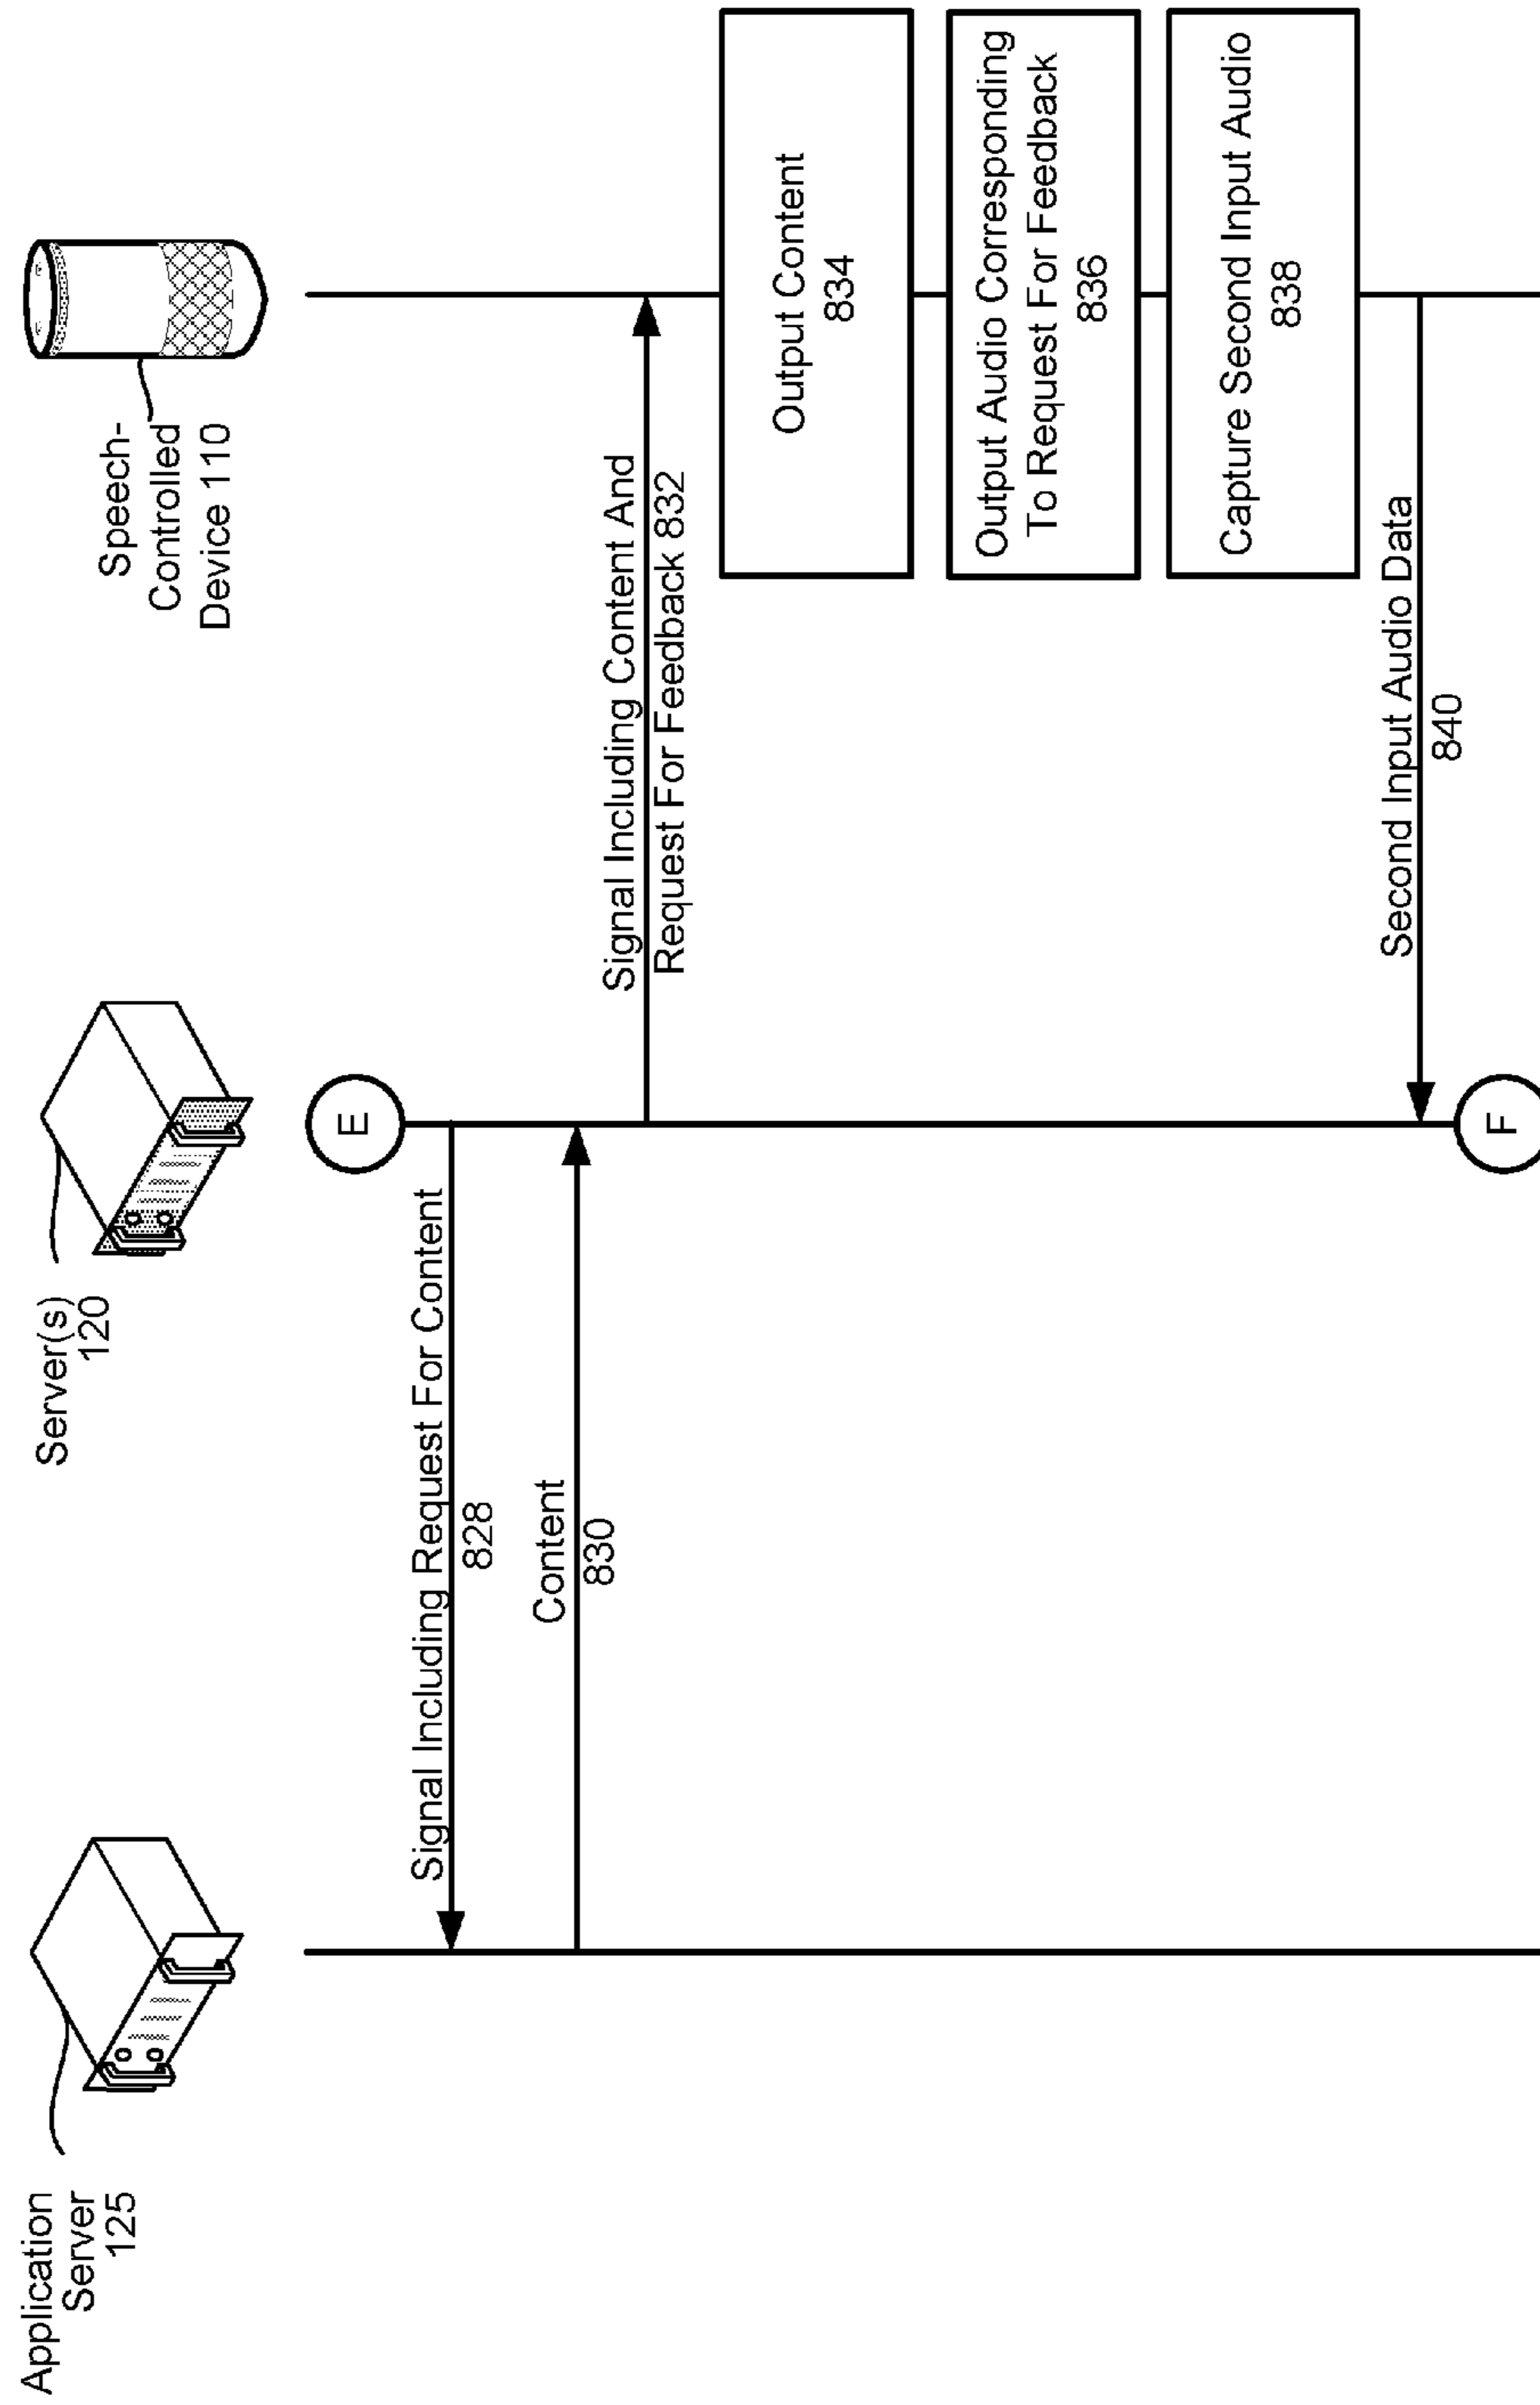 Application
Server
125
Server(s)
120
Speech-
Controlled
Device 110
E
Signal Including Request For Content
828
Content
830
Signal Including Content And
Request For Feedback 832
Output Content
834
Output Audio Corresponding
To Request For Feedback
836
Capture Second Input Audio
838
Second Input Audio Data
840
F